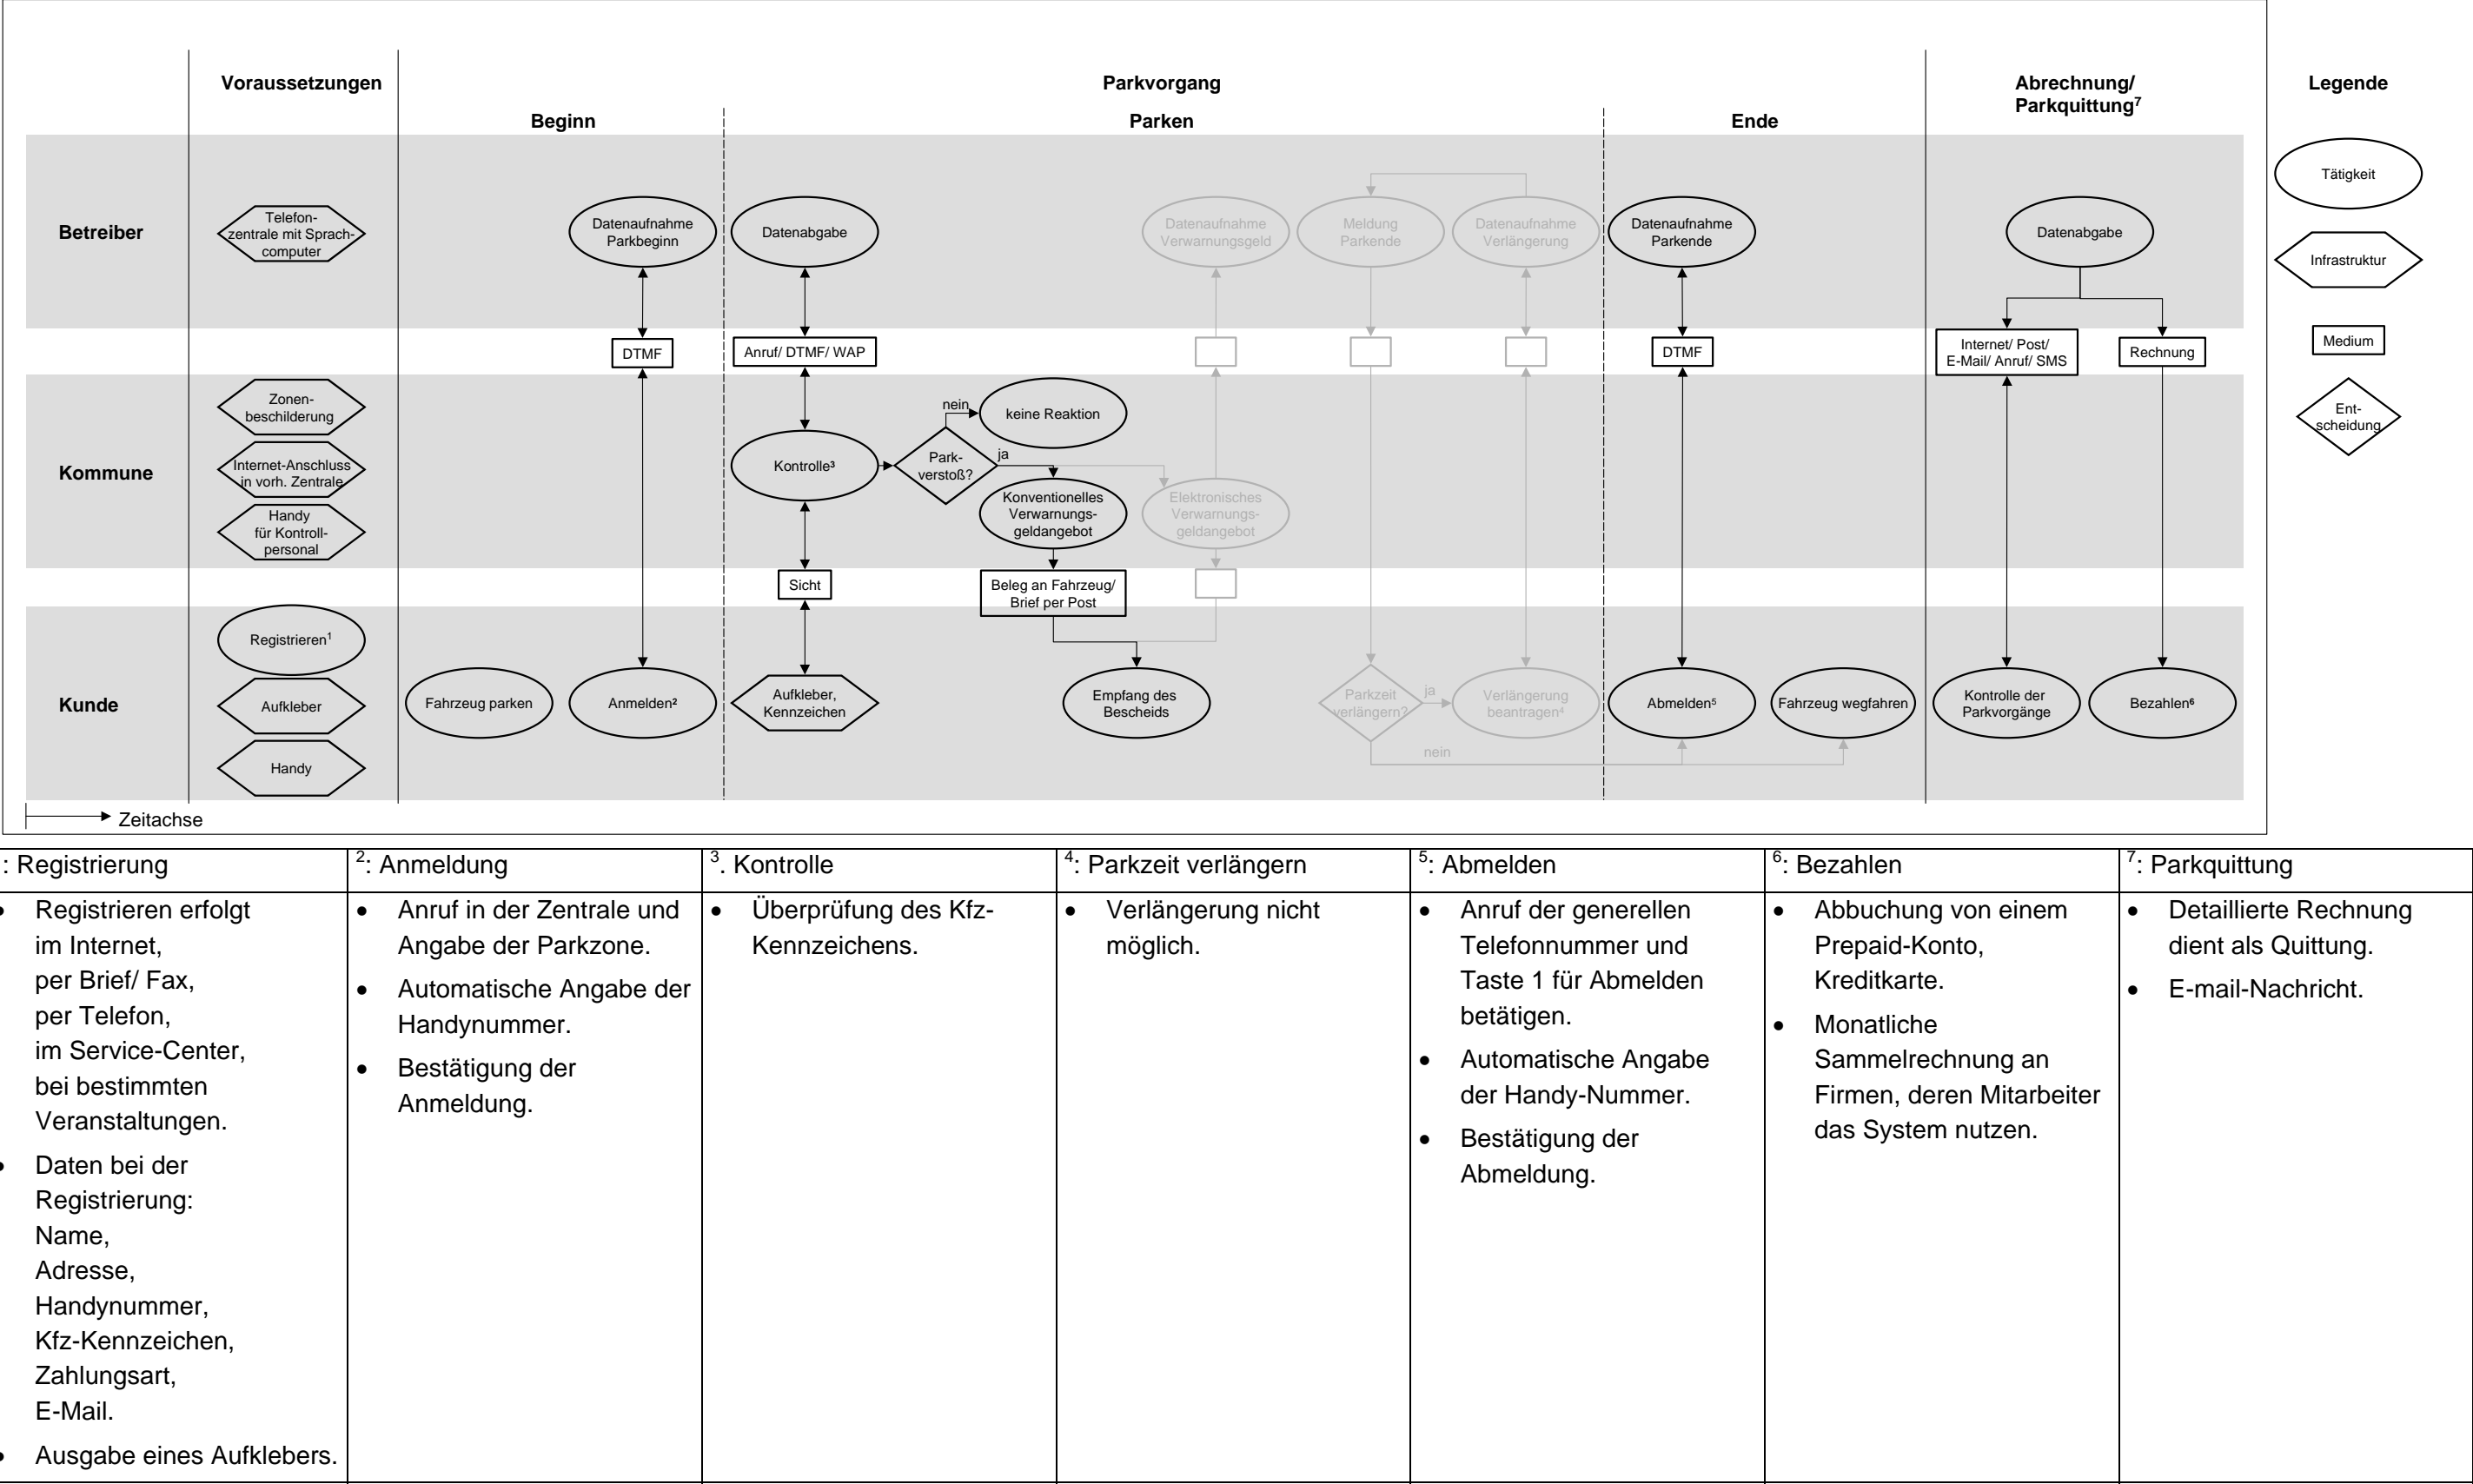 Voraussetzungen
Parkvorgang
Abrechnung/
Parkquittung⁷
Legende
Beginn
Parken
Ende
Betreiber
Telefon-
zentrale mit Sprach-
computer
Datenaufnahme
Parkbeginn
Datenabgabe
Datenaufnahme
Verwarnungsgeld
Meldung
Parkende
Datenaufnahme
Verlängerung
Datenaufnahme
Parkende
Datenabgabe
Tätigkeit
Infrastruktur
Medium
Ent-
scheidung
DTMF
Anruf/ DTMF/ WAP
DTMF
Internet/ Post/
E-Mail/ Anruf/ SMS
Rechnung
Kommune
Zonen-
beschilderung
Internet-Anschluss
in vorh. Zentrale
Handy
für Kontroll-
personal
Kontrolle³
Park-
verstoß?
nein
keine Reaktion
ja
Konventionelles
Verwarnungs-
geldangebot
Elektronisches
Verwarnungs-
geldangebot
Sicht
Beleg an Fahrzeug/
Brief per Post
Kunde
Registrieren¹
Aufkleber
Handy
Fahrzeug parken
Anmelden²
Aufkleber,
Kennzeichen
Empfang des
Bescheids
Parkzeit
verlängern?
ja
nein
Verlängerung
beantragen⁴
Abmelden⁵
Fahrzeug wegfahren
Kontrolle der
Parkvorgänge
Bezahlen⁶
Zeitachse
: Registrierung
• Registrieren erfolgt
im Internet,
per Brief/ Fax,
per Telefon,
im Service-Center,
bei bestimmten
Veranstaltungen.
• Daten bei der
Registrierung:
Name,
Adresse,
Handynummer,
Kfz-Kennzeichen,
Zahlungsart,
E-Mail.
• Ausgabe eines Aufklebers.
²: Anmeldung
• Anruf in der Zentrale und
Angabe der Parkzone.
• Automatische Angabe der
Handynummer.
• Bestätigung der
Anmeldung.
³. Kontrolle
• Überprüfung des Kfz-
Kennzeichens.
⁴: Parkzeit verlängern
• Verlängerung nicht
möglich.
⁵: Abmelden
• Anruf der generellen
Telefonnummer und
Taste 1 für Abmelden
betätigen.
• Automatische Angabe
der Handy-Nummer.
• Bestätigung der
Abmeldung.
⁶: Bezahlen
• Abbuchung von einem
Prepaid-Konto,
Kreditkarte.
• Monatliche
Sammelrechnung an
Firmen, deren Mitarbeiter
das System nutzen.
⁷: Parkquittung
• Detaillierte Rechnung
dient als Quittung.
• E-mail-Nachricht.